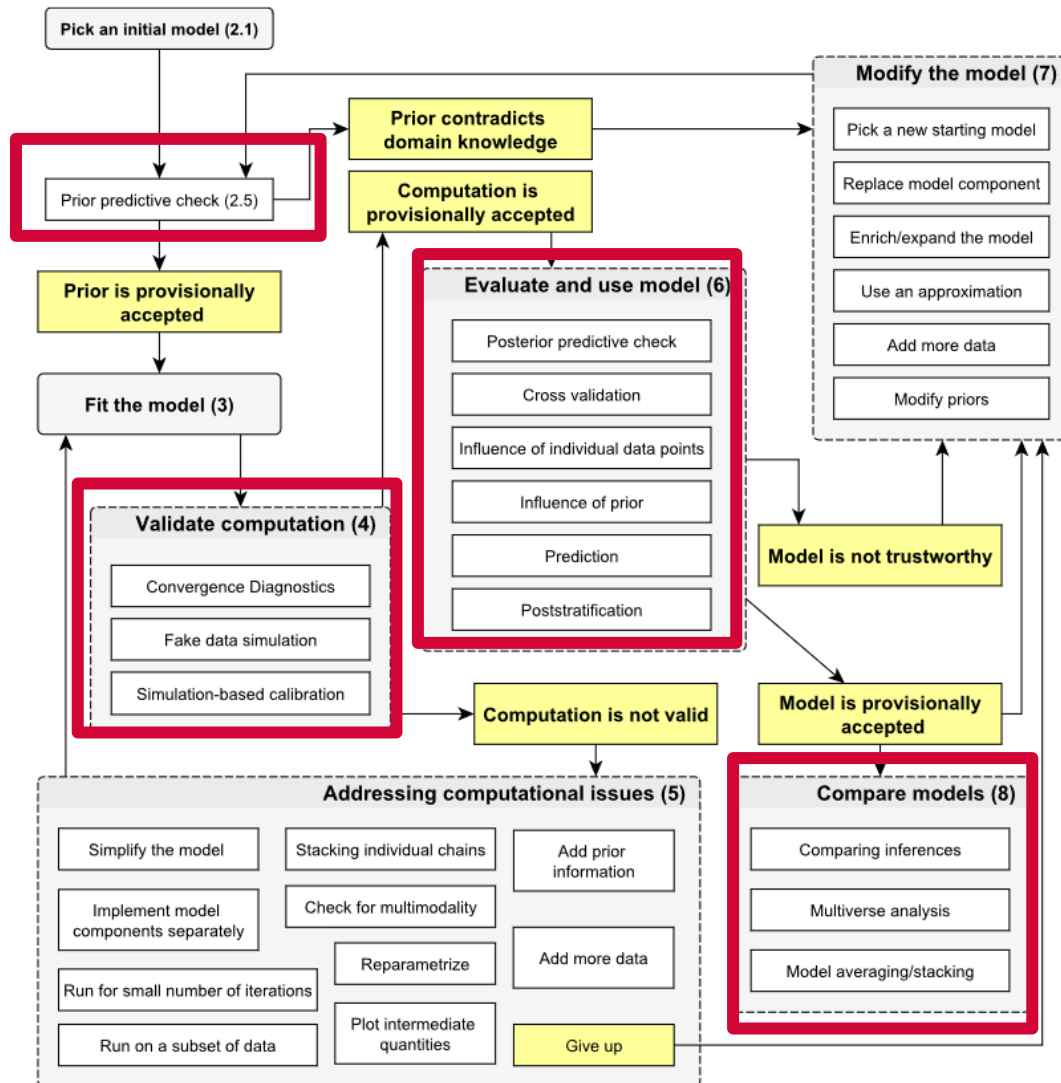 Pick an initial model (2.1)
Prior predictive check (2.5)
Prior is provisionally
accepted
Fit the model (3)
Validate computation (4)
Convergence Diagnostics
Fake data simulation
Simulation-based calibration
Prior contradicts
domain knowledge
Computation is
provisionally accepted
Evaluate and use model (6)
Posterior predictive check
Cross validation
Influence of individual data points
Influence of prior
Prediction
Poststratification
Modify the model (7)
Pick a new starting model
Replace model component
Enrich/expand the model
Use an approximation
Add more data
Modify priors
Model is not trustworthy
Computation is not valid
Model is provisionally
accepted
Addressing computational issues (5)
Simplify the model
Implement model
components separately
Run for small number of iterations
Run on a subset of data
Stacking individual chains
Check for multimodality
Reparametrize
Plot intermediate
quantities
Add prior
information
Add more data
Give up
Compare models (8)
Comparing inferences
Multiverse analysis
Model averaging/stacking